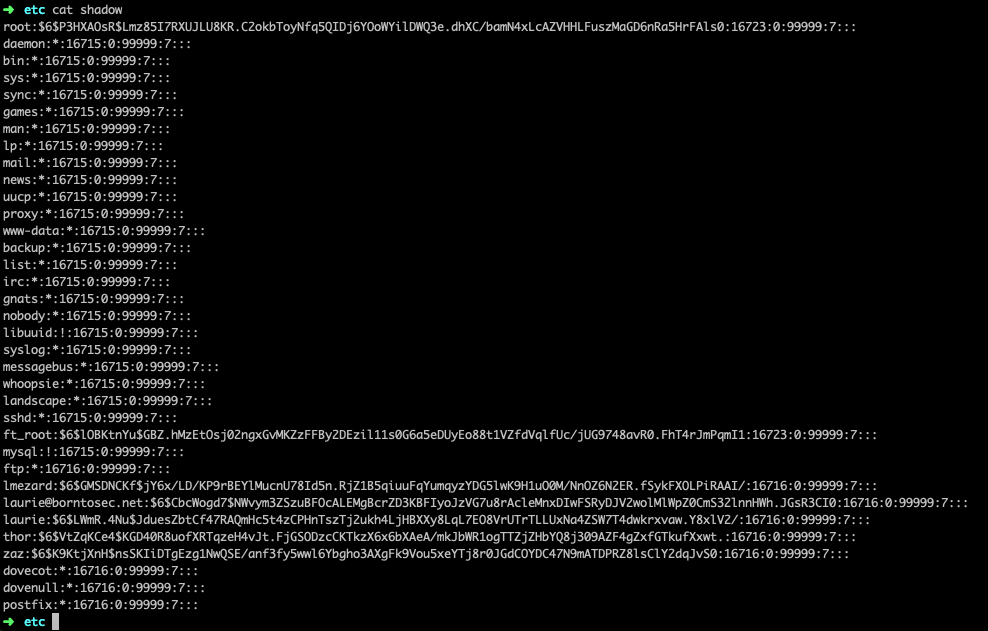 ➜ etc cat shadow
root:$6$P3HXAOsR$Lmz85I7RXUJLU8KR.C2okbToyNfq5QIDj6YOoWYilDWQ3e.dhXC/bamN4xLcAZVHHLFuszMaGD6nRa5HrFAls0:16723:0:99999:7:::
daemon:*:16715:0:99999:7:::
bin:*:16715:0:99999:7:::
sys:*:16715:0:99999:7:::
sync:*:16715:0:99999:7:::
games:*:16715:0:99999:7:::
man:*:16715:0:99999:7:::
lp:*:16715:0:99999:7:::
mail:*:16715:0:99999:7:::
news:*:16715:0:99999:7:::
uucp:*:16715:0:99999:7:::
proxy:*:16715:0:99999:7:::
www-data:*:16715:0:99999:7:::
backup:*:16715:0:99999:7:::
list:*:16715:0:99999:7:::
irc:*:16715:0:99999:7:::
gnats:*:16715:0:99999:7:::
nobody:*:16715:0:99999:7:::
libuuid:!:16715:0:99999:7:::
syslog:*:16715:0:99999:7:::
messagebus:*:16715:0:99999:7:::
whoopsie:*:16715:0:99999:7:::
landscape:*:16715:0:99999:7:::
sshd:*:16715:0:99999:7:::
ft_root:$6$lOBKtnYu$GBZ.hMzEtOsj02ngxGvMKZzFFBy2DEzil11s0G6a5eDUyEo88t1VZfdVqlfUc/jUG9748avR0.FhT4rJmPqmI1:16723:0:99999:7:::
mysql:!:16715:0:99999:7:::
ftp:*:16716:0:99999:7:::
lmezard:$6$GMSDNCKf$jY6x/LD/KP9rBEYlMucnU78Id5n.RjZ1B5qiuuFqYumqyzYDG5lwK9H1uO0M/NnOZ6N2ER.fSykFXOLPiRAAI/:16716:0:99999:7:::
laurie@borntosec.net:$6$CbcWogd7$NWvym3ZSzuBFOcALEMgBcrZD3KBFIyoJzVG7u8rAcleMnxDIwFSRyDJV2wolMlWpZ0CmS32lnnHWh.JGsR3CI0:16716:0:99999:7:::
laurie:$6$LWmR.4Nu$JduesZbtCf47RAQmHc5t4zCPHnTszTj2ukh4LjHBXXy8LqL7EO8VrUTrTLLUxNa4ZSW7T4dwkrxvaw.Y8xlV2/:16716:0:99999:7:::
thor:$6$VtZqKCe4$KGD40R8uofXRTqzeH4vJt.FjGSODzcCKTkzX6x6bXAeA/mkJbWR1ogTTZjZHbYQ8j309AZF4gZxfGTkufXxwt.:16716:0:99999:7:::
zaz:$6$K9KtjXnH$nsSKIiDTgEzg1NwQSE/anf3fy5wwl6Ybgho3AXgFk9Vou5xeYTj8r0JGdCOYDC47N9mATDPRZ8lsClY2dqJvS0:16716:0:99999:7:::
dovecot:*:16716:0:99999:7:::
dovenull:*:16716:0:99999:7:::
postfix:*:16716:0:99999:7:::
➜ etc